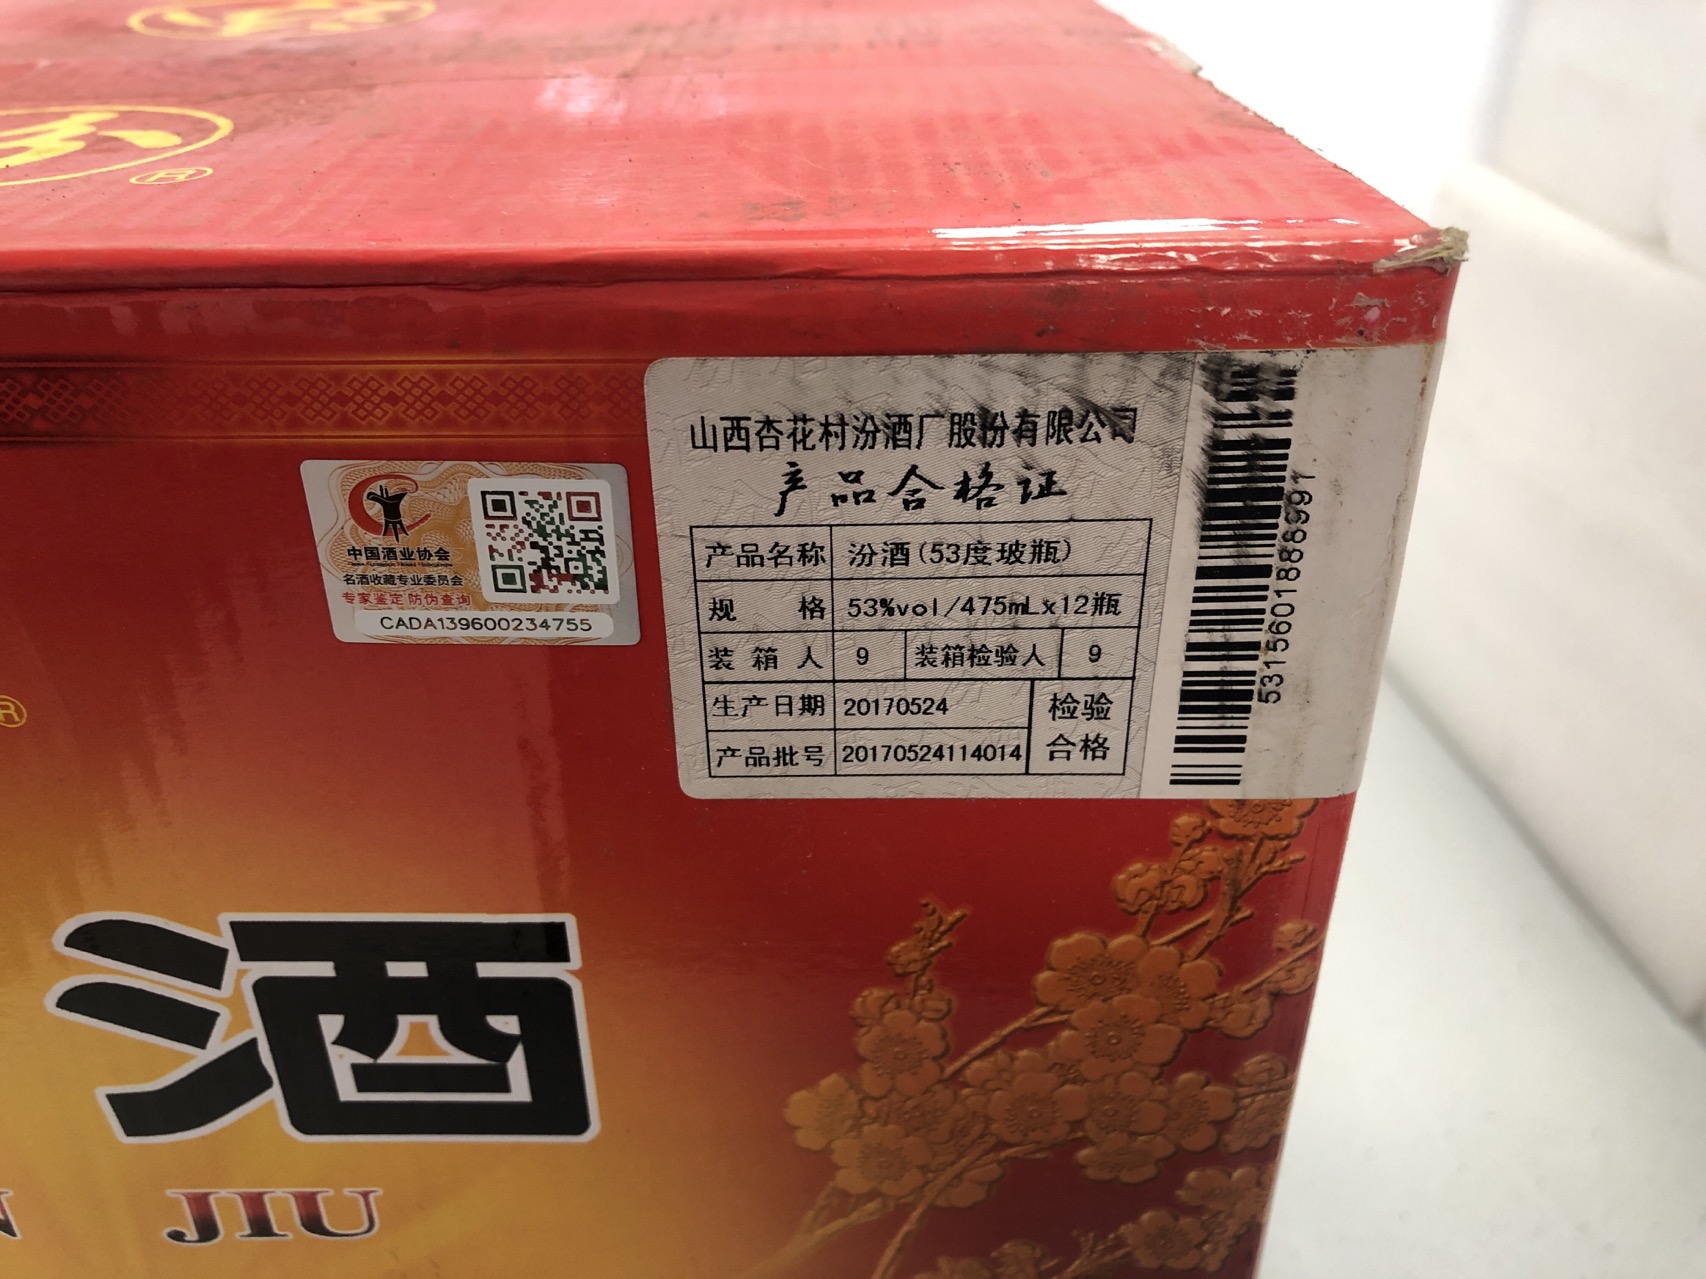 ®
中国酒业协会
名酒收藏专业委员会
专家鉴定 防伪查询
CADA139600234755
山西杏花村汾酒厂股份有限公司
产品合格证
产品名称 汾酒(53度玻瓶)
规 格 53%vol/475mLx12瓶
装箱人 9 装箱检验人 9
生产日期 20170524 检验
产品批号 20170524114014 合格
®
酒
N JIU